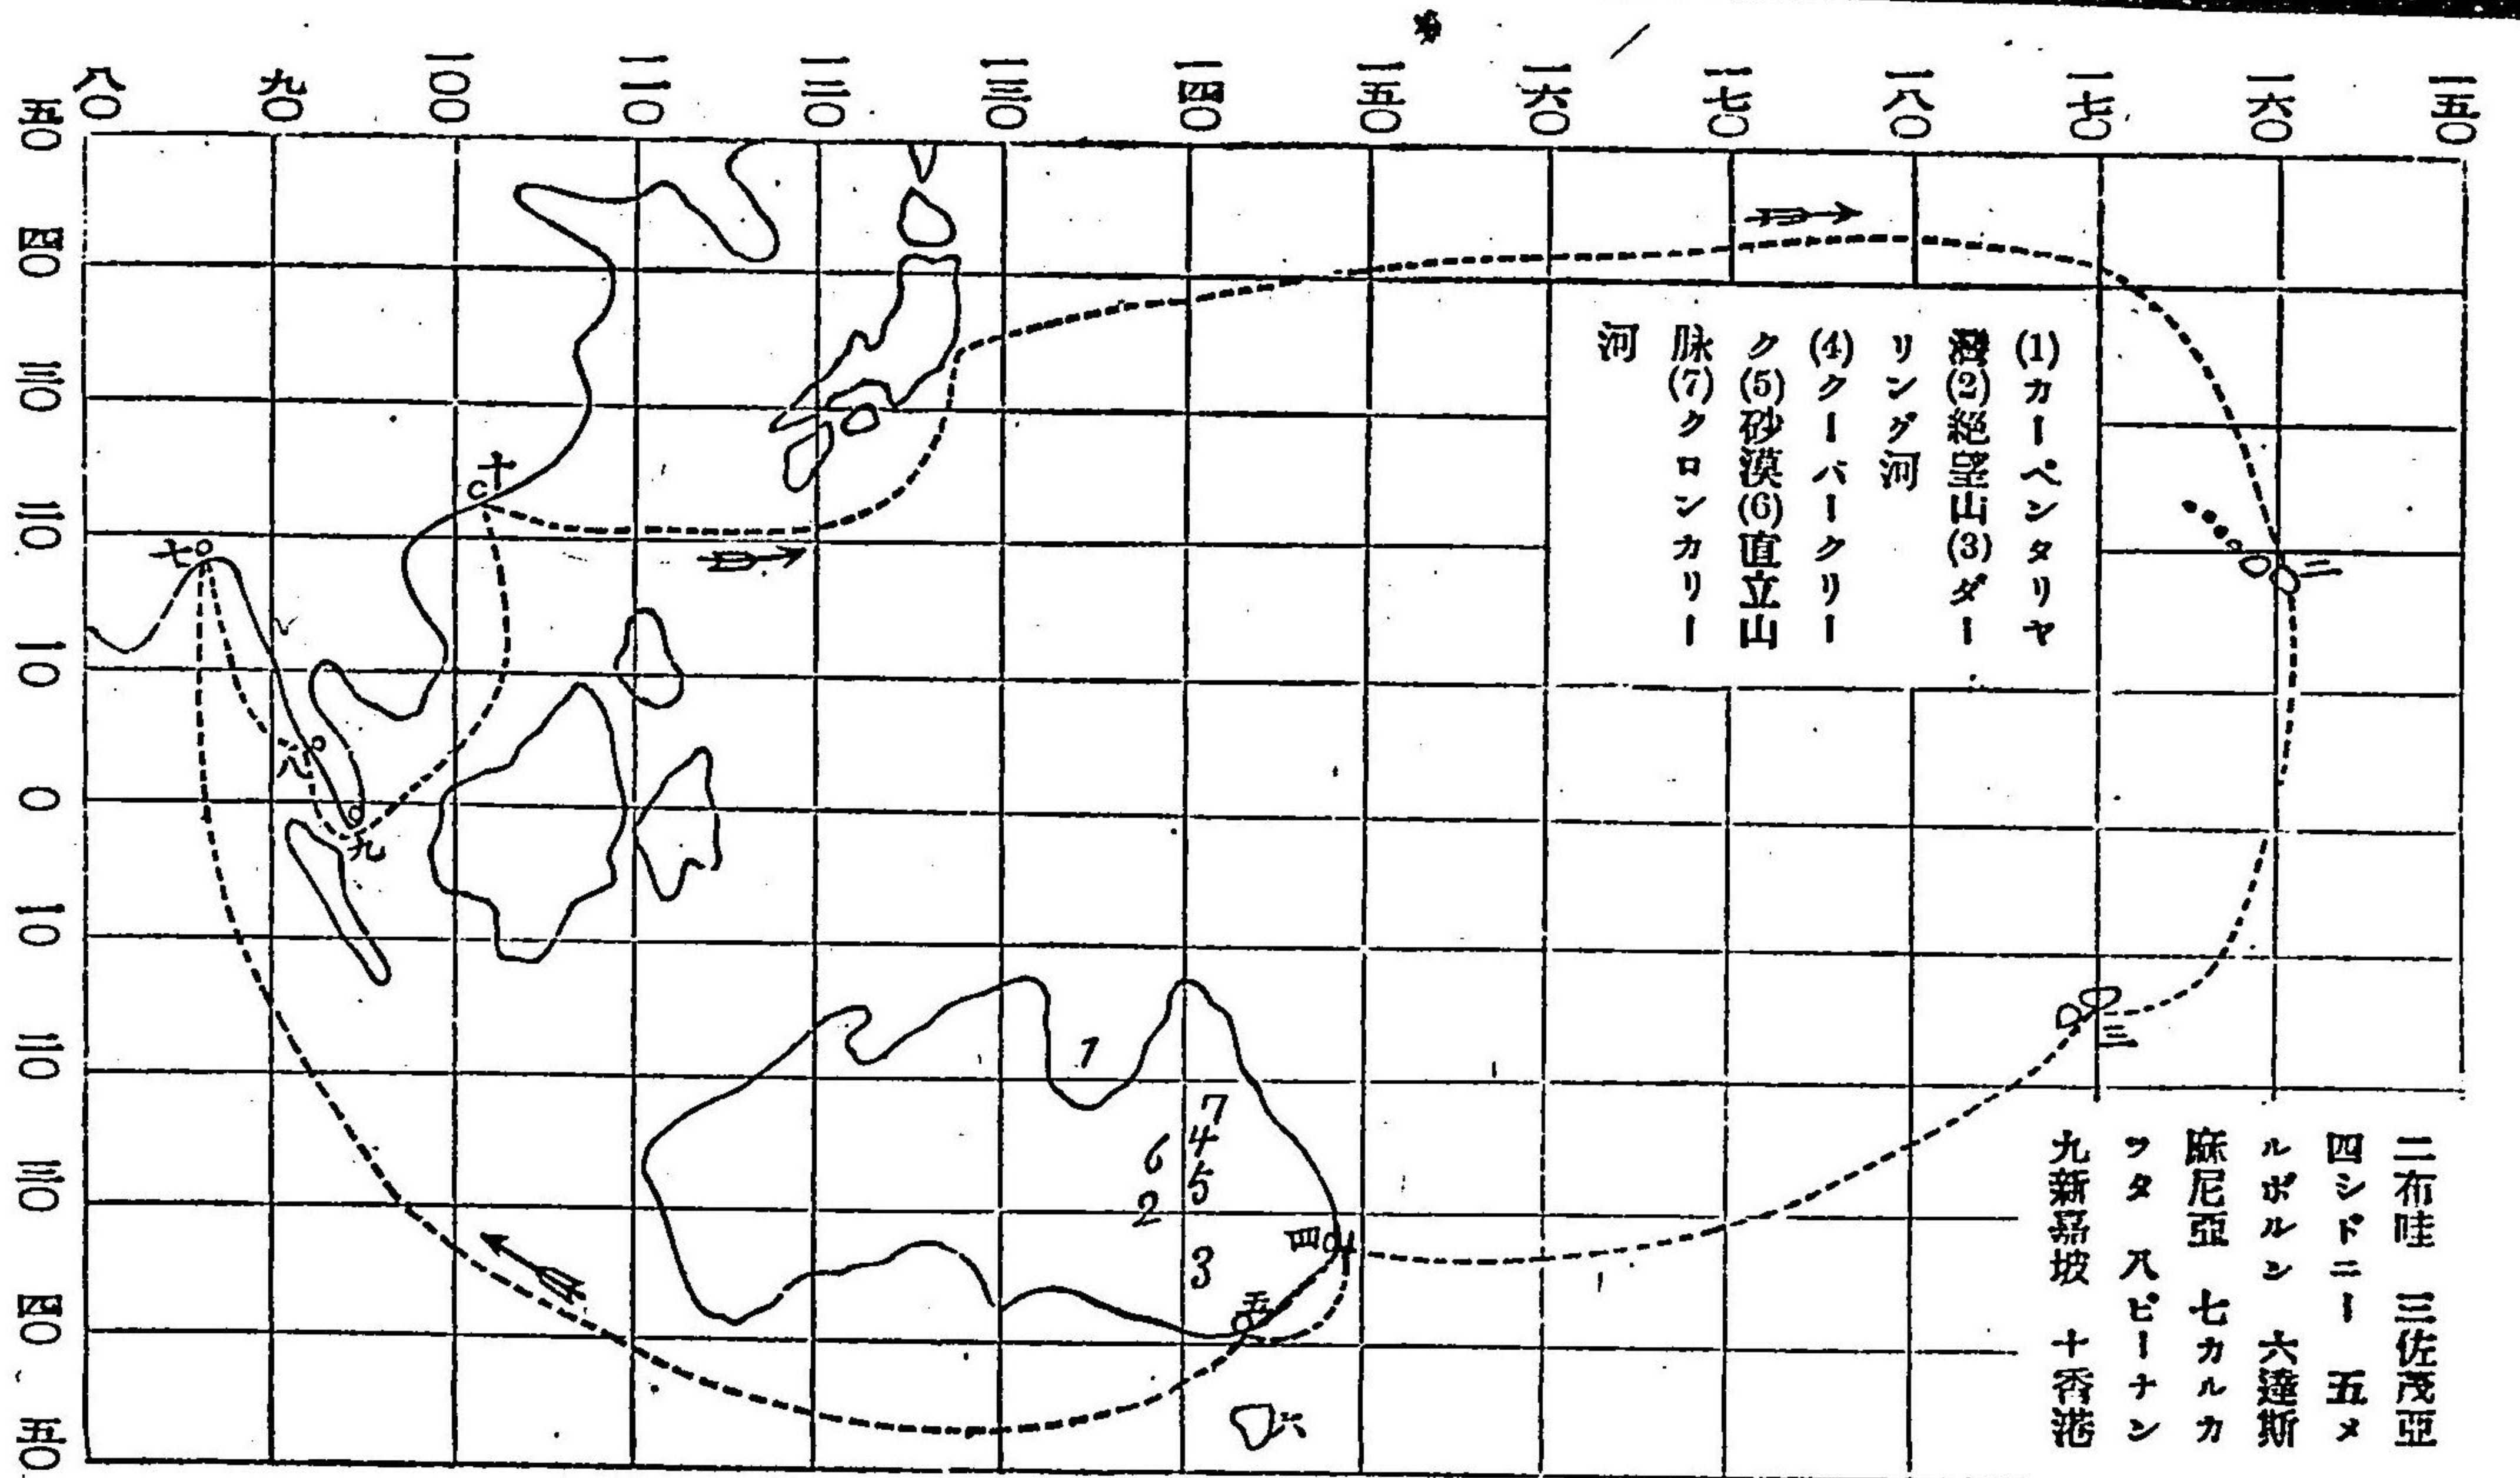 八〇
九〇
一〇〇
一一〇
一二〇
一三〇
一四〇
一五〇
一六〇
一七〇
一八〇
一七〇
一六〇
一五〇
五〇
四〇
三〇
二〇
一〇
〇
一〇
二〇
三〇
四〇
五〇
(1)カーペンタリヤ
灣(2)絕望山(3)ダー
リング河
(4)クーバークリー
ク(5)砂漠(6)直立山
脉(7)クロンカリー
河
十
七
二
八
九
三
1
7
4
6
5
2
3
四
五
六
二布哇 三佐茂亞
四シドニー 五メ
ルボルン 六達斯
麻尼亞 七カルカ
ツタ 八ピーナン
九新嘉坡 十香港